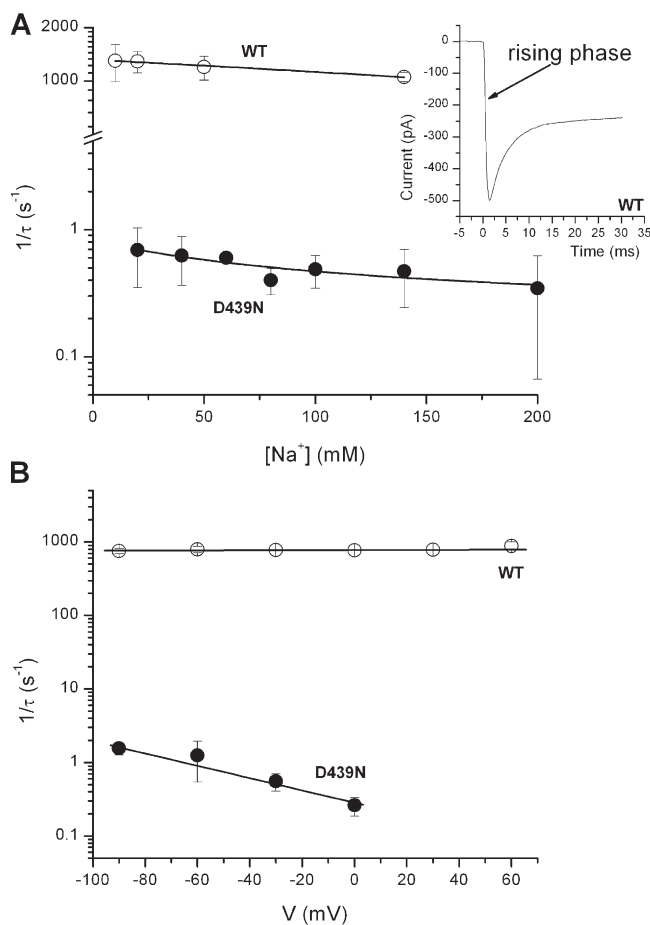 A
2000
1000
1
0.1
1/τ (s⁻¹)
WT
D439N
0
50
100
150
200
[Na⁺] (mM)
rising phase
0
-100
-200
-300
-400
-500
Current (pA)
WT
-5
0
5
10
15
20
25
30
35
Time (ms)
B
1000
100
10
1
0.1
1/τ (s⁻¹)
WT
D439N
-100
-80
-60
-40
-20
0
20
40
60
V (mV)